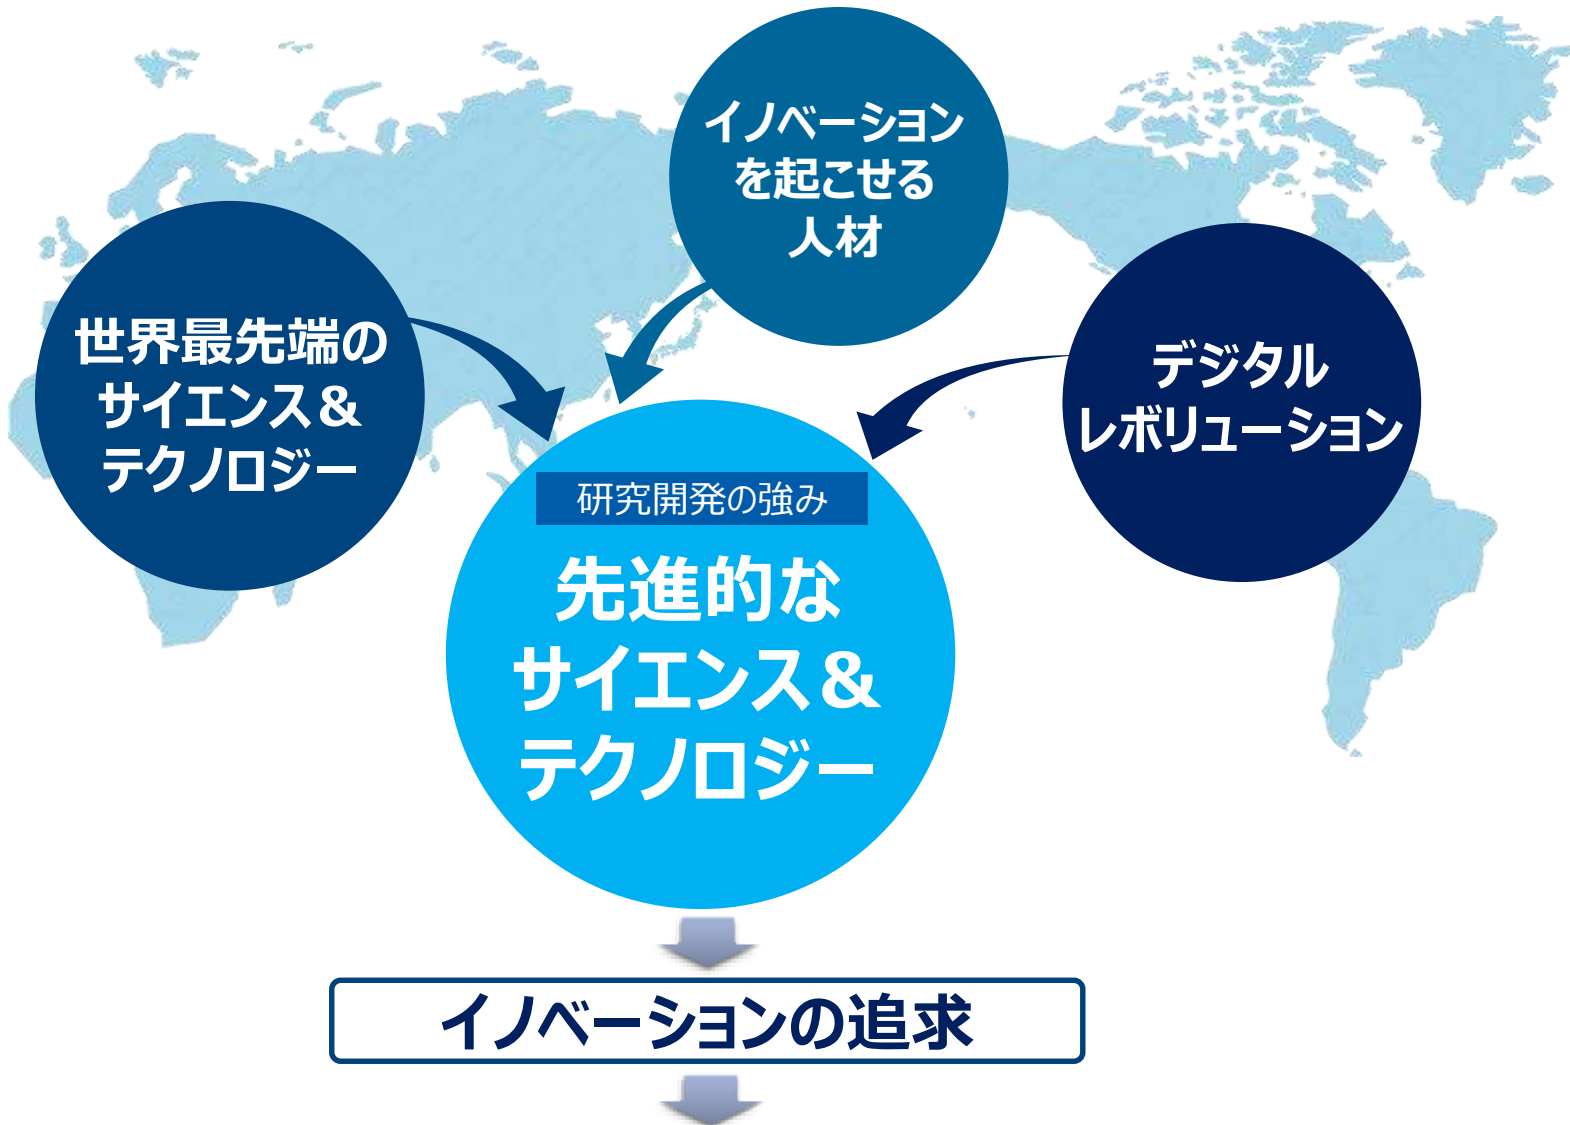 イノベーション
を起こせる
人材
世界最先端の
サイエンス＆
テクノロジー
デジタル
レボリューション
研究開発の強み
先進的な
サイエンス＆
テクノロジー
イノベーションの追求